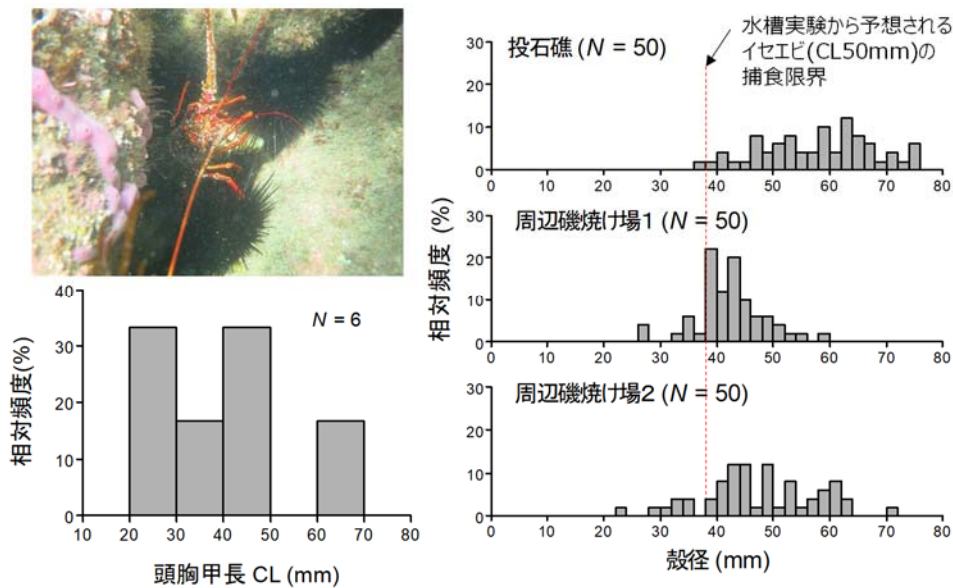 水槽実験から予想される
イセエビ(CL50mm)の
捕食限界
投石礁 (N = 50)
30
20
10
0
0 10 20 30 40 50 60 70 80
周辺磯焼け場1 (N = 50)
30
20
10
0
0 10 20 30 40 50 60 70 80
周辺磯焼け場2 (N = 50)
30
20
10
0
0 10 20 30 40 50 60 70 80
相対頻度 (%)
殻径 (mm)
40
30
20
10
0
N = 6
10 20 30 40 50 60 70 80
相対頻度(%)
頭胸甲長 CL (mm)